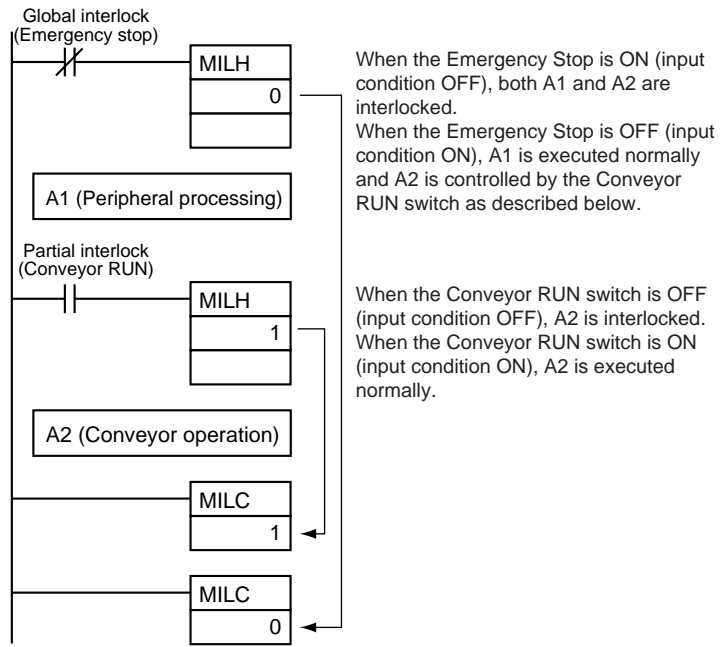 Global interlock
(Emergency stop)
MILH
0
When the Emergency Stop is ON (input
condition OFF), both A1 and A2 are
interlocked.
When the Emergency Stop is OFF (input
condition ON), A1 is executed normally
and A2 is controlled by the Conveyor
RUN switch as described below.
A1 (Peripheral processing)
Partial interlock
(Conveyor RUN)
MILH
1
When the Conveyor RUN switch is OFF
(input condition OFF), A2 is interlocked.
When the Conveyor RUN switch is ON
(input condition ON), A2 is executed
normally.
A2 (Conveyor operation)
MILC
1
MILC
0